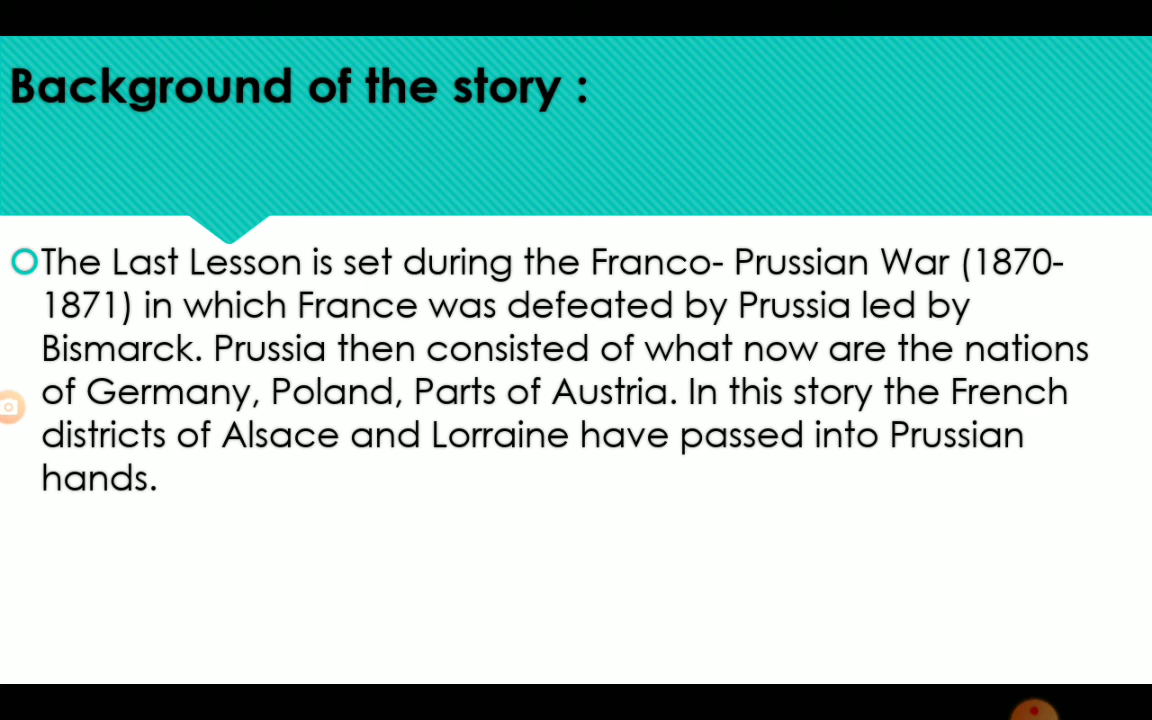 Background of the story :
The Last Lesson is set during the Franco- Prussian War (1870-
1871) in which France was defeated by Prussia led by
Bismarck. Prussia then consisted of what now are the nations
of Germany, Poland, Parts of Austria. In this story the French
districts of Alsace and Lorraine have passed into Prussian
hands.